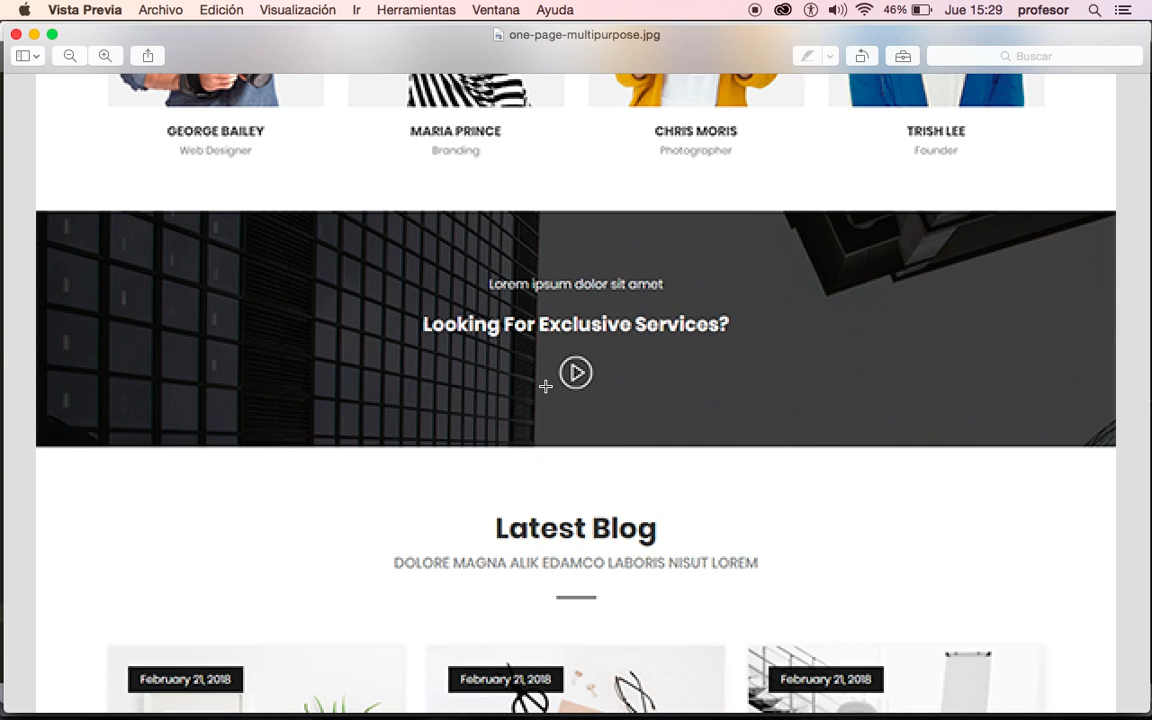 Vista Previa Archivo Edición Visualización Ir Herramientas Ventana Ayuda 46% Jue 15:29 profesor
one-page-multipurpose.jpg
Buscar
GEORGE BAILEY MARIA PRINCE CHRIS MORIS TRISH LEE
Web Designer Branding Photographer Founder
Lorem ipsum dolor sit amet
Looking For Exclusive Services?
Latest Blog
DOLORE MAGNA ALIK EDAMCO LABORIS NISUT LOREM
February 21, 2018 February 21, 2018 February 21, 2018